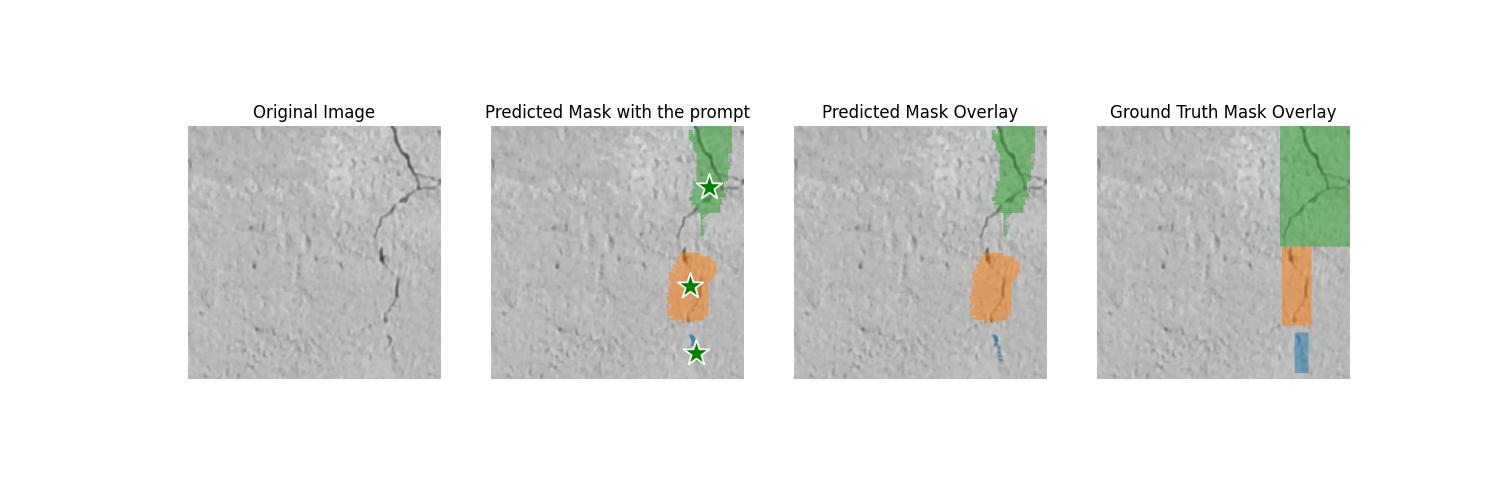 Original Image
Predicted Mask with the prompt
Predicted Mask Overlay
Ground Truth Mask Overlay